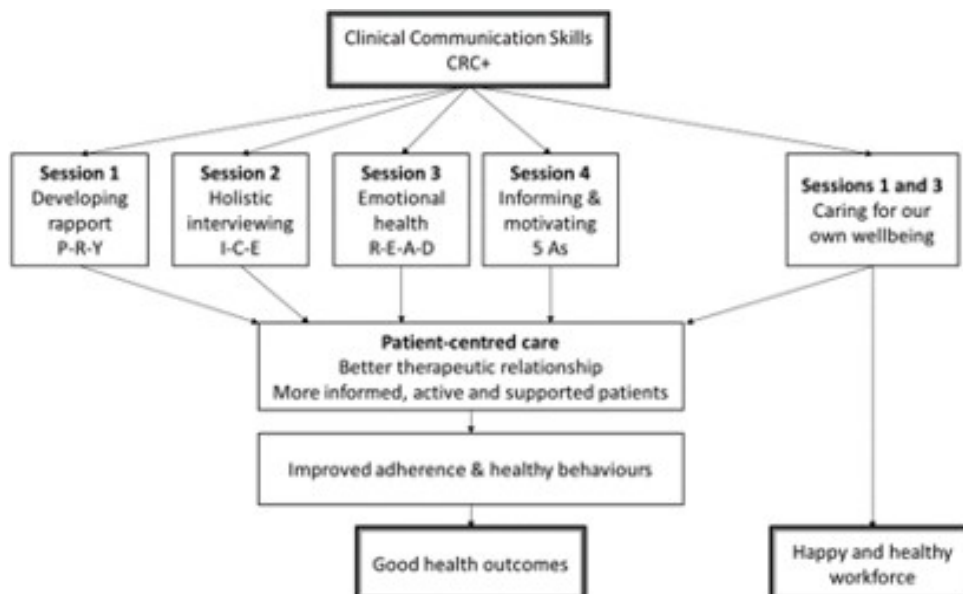 Clinical Communication Skills
CRC+
Session 1
Developing
rapport
P-R-Y
Session 2
Holistic
interviewing
I-C-E
Session 3
Emotional
health
R-E-A-D
Session 4
Informing &
motivating
5 As
Sessions 1 and 3
Caring for our
own wellbeing
Patient-centred care
Better therapeutic relationship
More informed, active and supported patients
Improved adherence & healthy behaviours
Good health outcomes
Happy and healthy
workforce